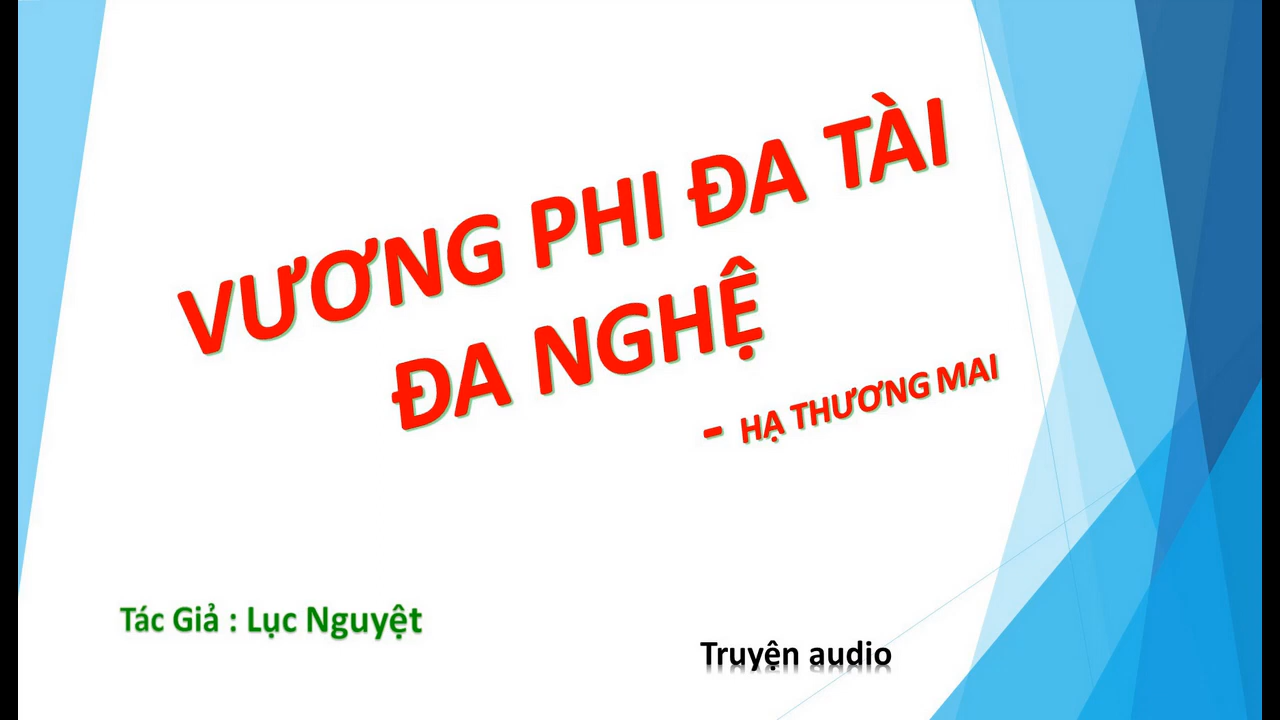 VƯƠNG PHI ĐA TÀI
ĐA NGHỆ
- HẠ THƯƠNG MAI
Tác Giả : Lục Nguyệt
Truyện audio